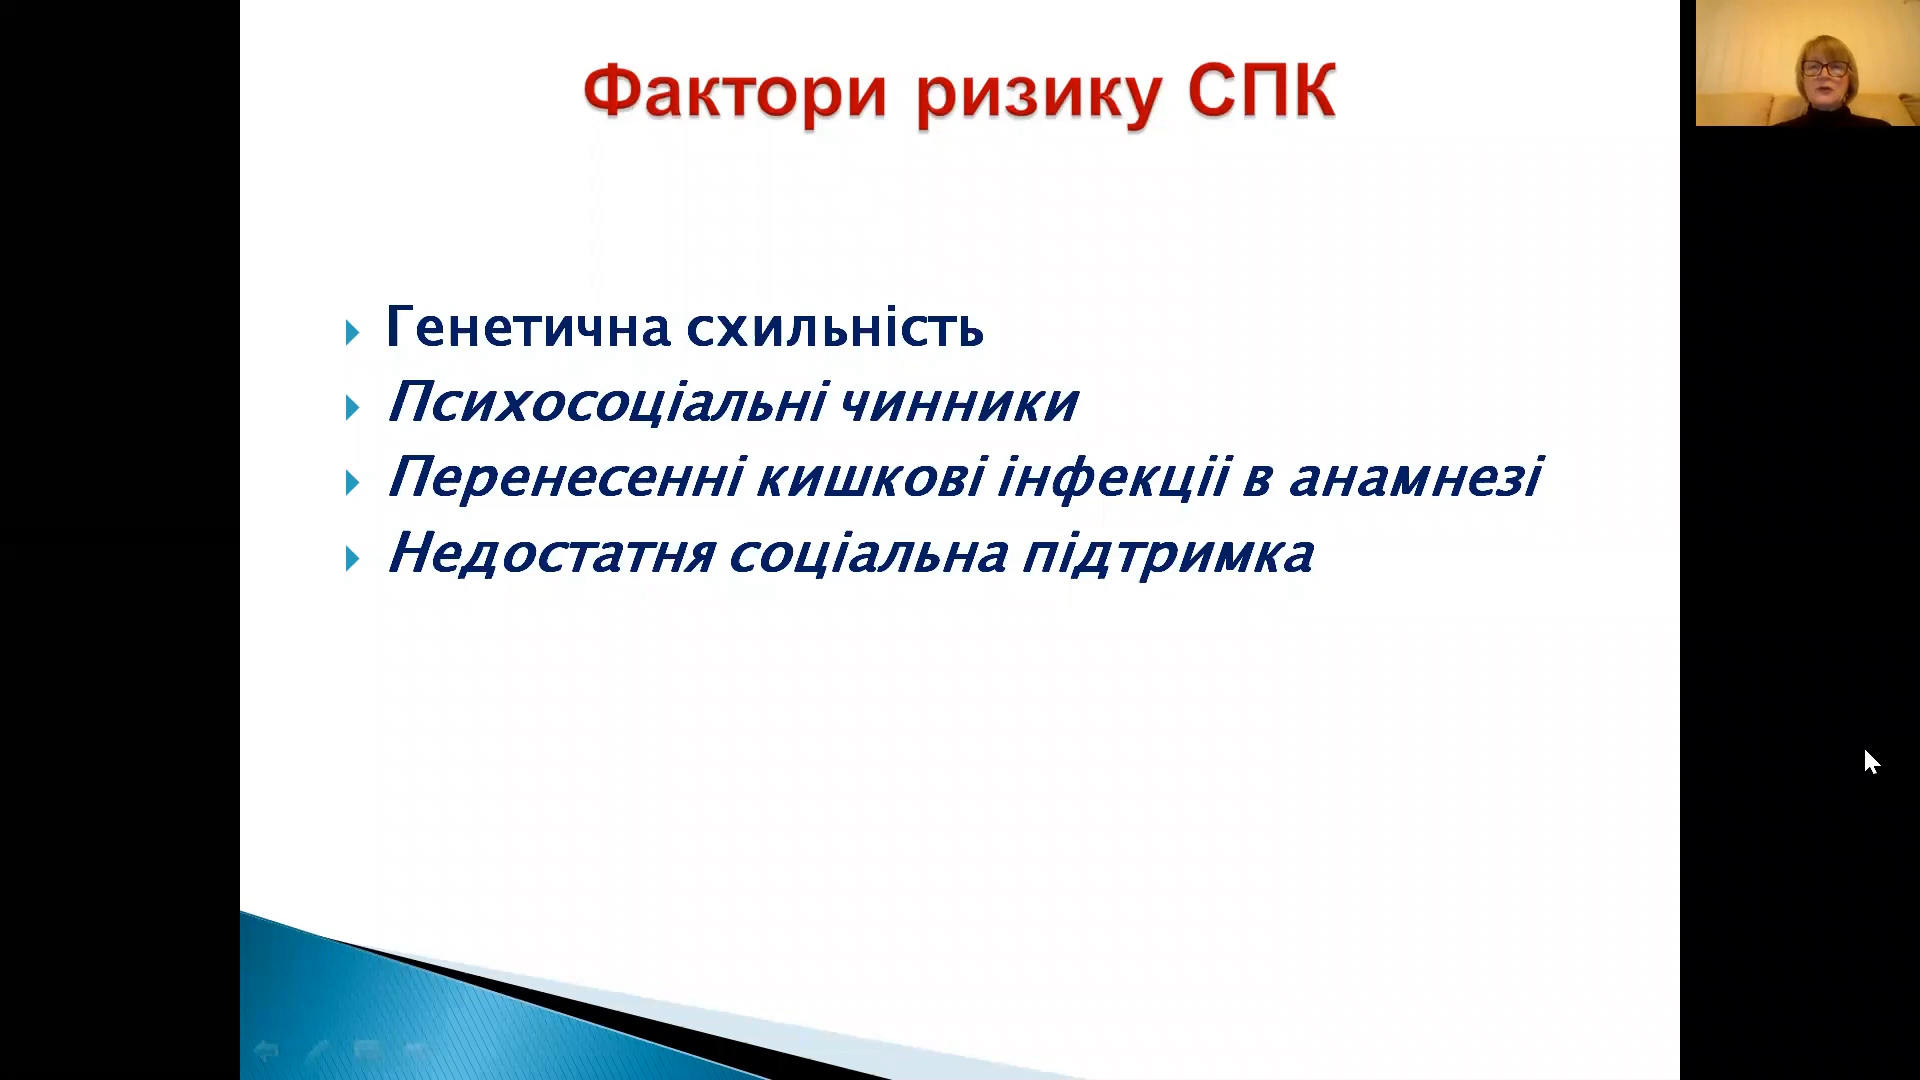 Фактори ризику СПК
Генетична схильність
Психосоціальні чинники
Перенесенні кишкові інфекціі в анамнезі
Недостатня соціальна підтримка